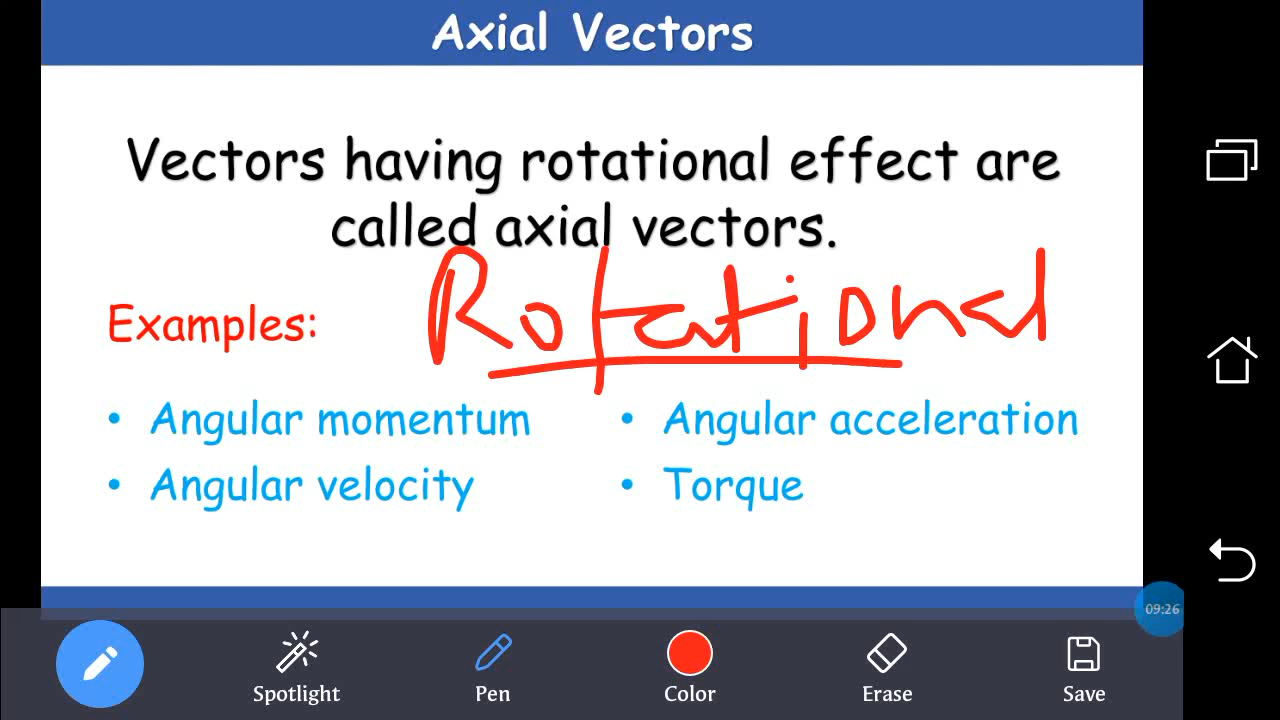 Axial Vectors
Vectors having rotational effect are
called axial vectors.
Rotational
Examples:
• Angular momentum
• Angular velocity
• Angular acceleration
• Torque
09:26
Spotlight
Pen
Color
Erase
Save